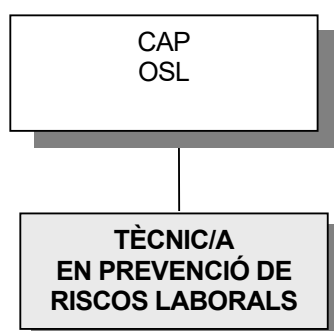 CAP
OSL
TÈCNIC/A
EN PREVENCIÓ DE
RISCOS LABORALS